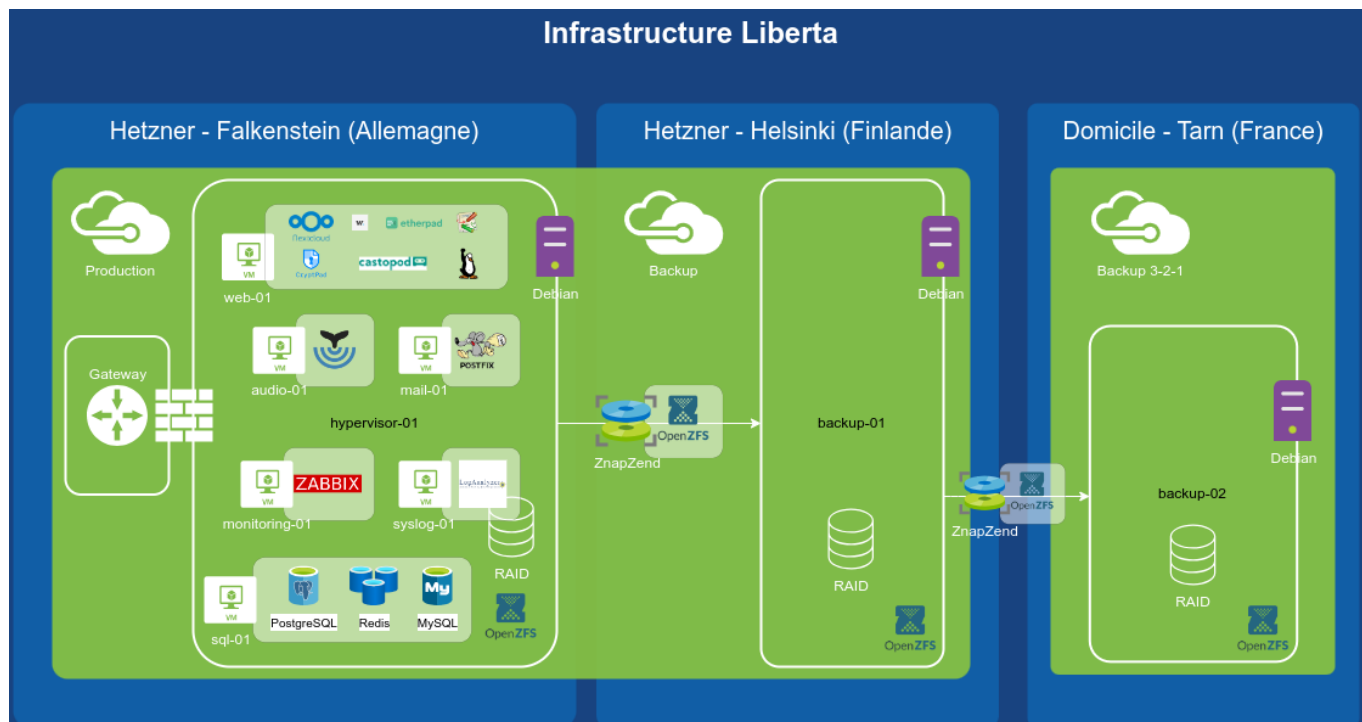 Infrastructure Liberta
Hetzner - Falkenstein (Allemagne)
Production
Gateway
nextcloud
w.
etherpad
CryptPad
castopod
VM
web-01
Debian
VM
audio-01
VM
POSTFIX
mail-01
hypervisor-01
VM
ZABBIX
monitoring-01
VM
LogAnalyzer
syslog-01
RAID
VM
sql-01
PostgreSQL
Redis
My
MySQL
OpenZFS
ZnapZend
OpenZFS
Hetzner - Helsinki (Finlande)
Backup
Debian
backup-01
RAID
OpenZFS
ZnapZend
OpenZFS
Domicile - Tarn (France)
Backup 3-2-1
Debian
backup-02
RAID
OpenZFS